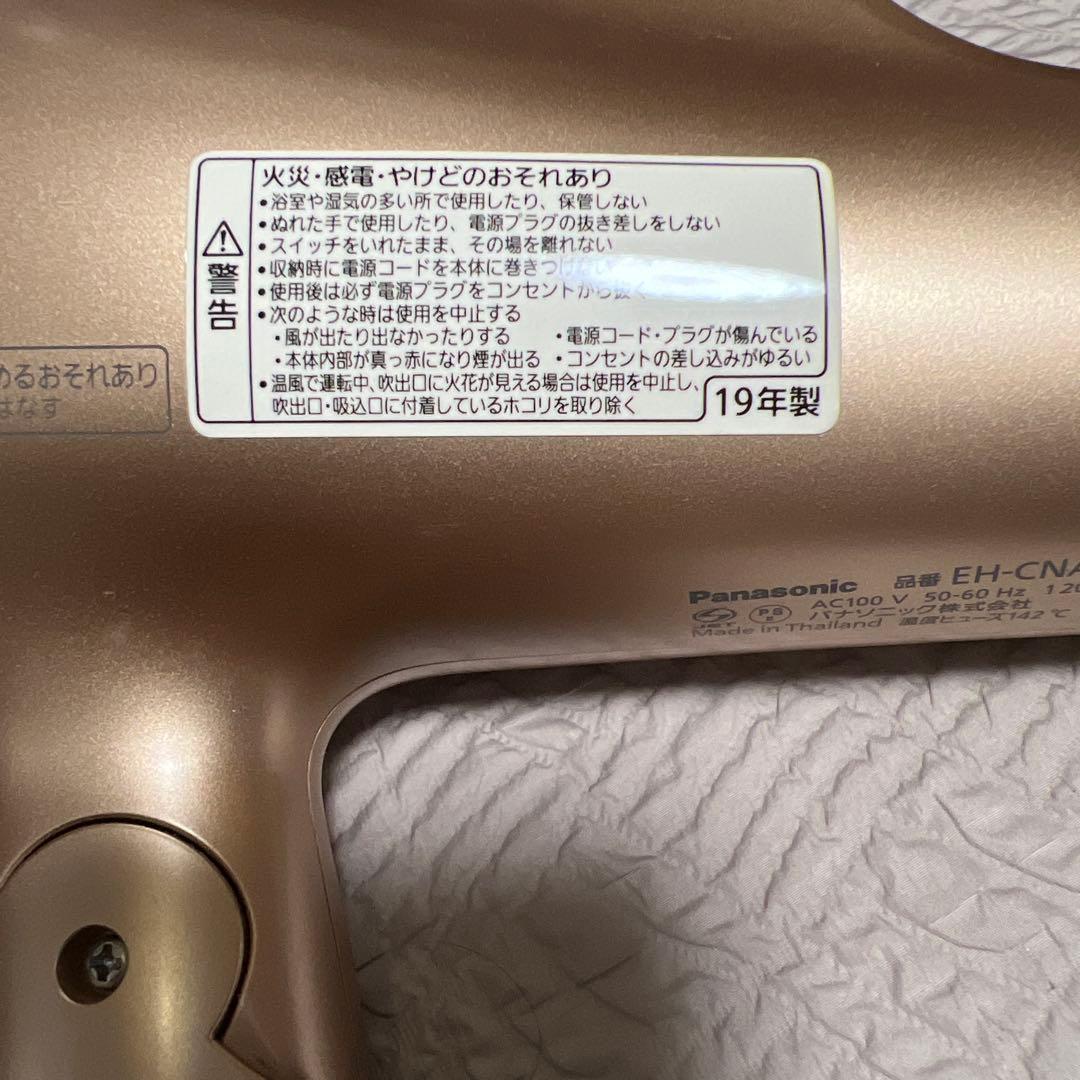 火災・感電・やけどのおそれあり
•浴室や湿気の多い所で使用したり、保管しない
•ぬれた手で使用したり、電源プラグの抜き差しをしない
•スイッチをいれたまま、その場を離れない
•収納時に電源コードを本体に巻きつけない
•使用後は必ず電源プラグをコンセントから抜く
•次のような時は使用を中止する
・風が出たり出なかったりする ・電源コード・プラグが傷んでいる
・本体内部が真っ赤になり煙が出る ・コンセントの差し込みがゆるい
•温風で運転中、吹出口に火花が見える場合は使用を中止し、
吹出口・吸込口に付着しているホコリを取り除く
警告
19年製
めるおそれあり
はなす
Panasonic 品番 EH-CNA
AC100 V 50-60 Hz 120
JET PS E パナソニック株式会社
Made in Thailand 温度ヒューズ142 ℃